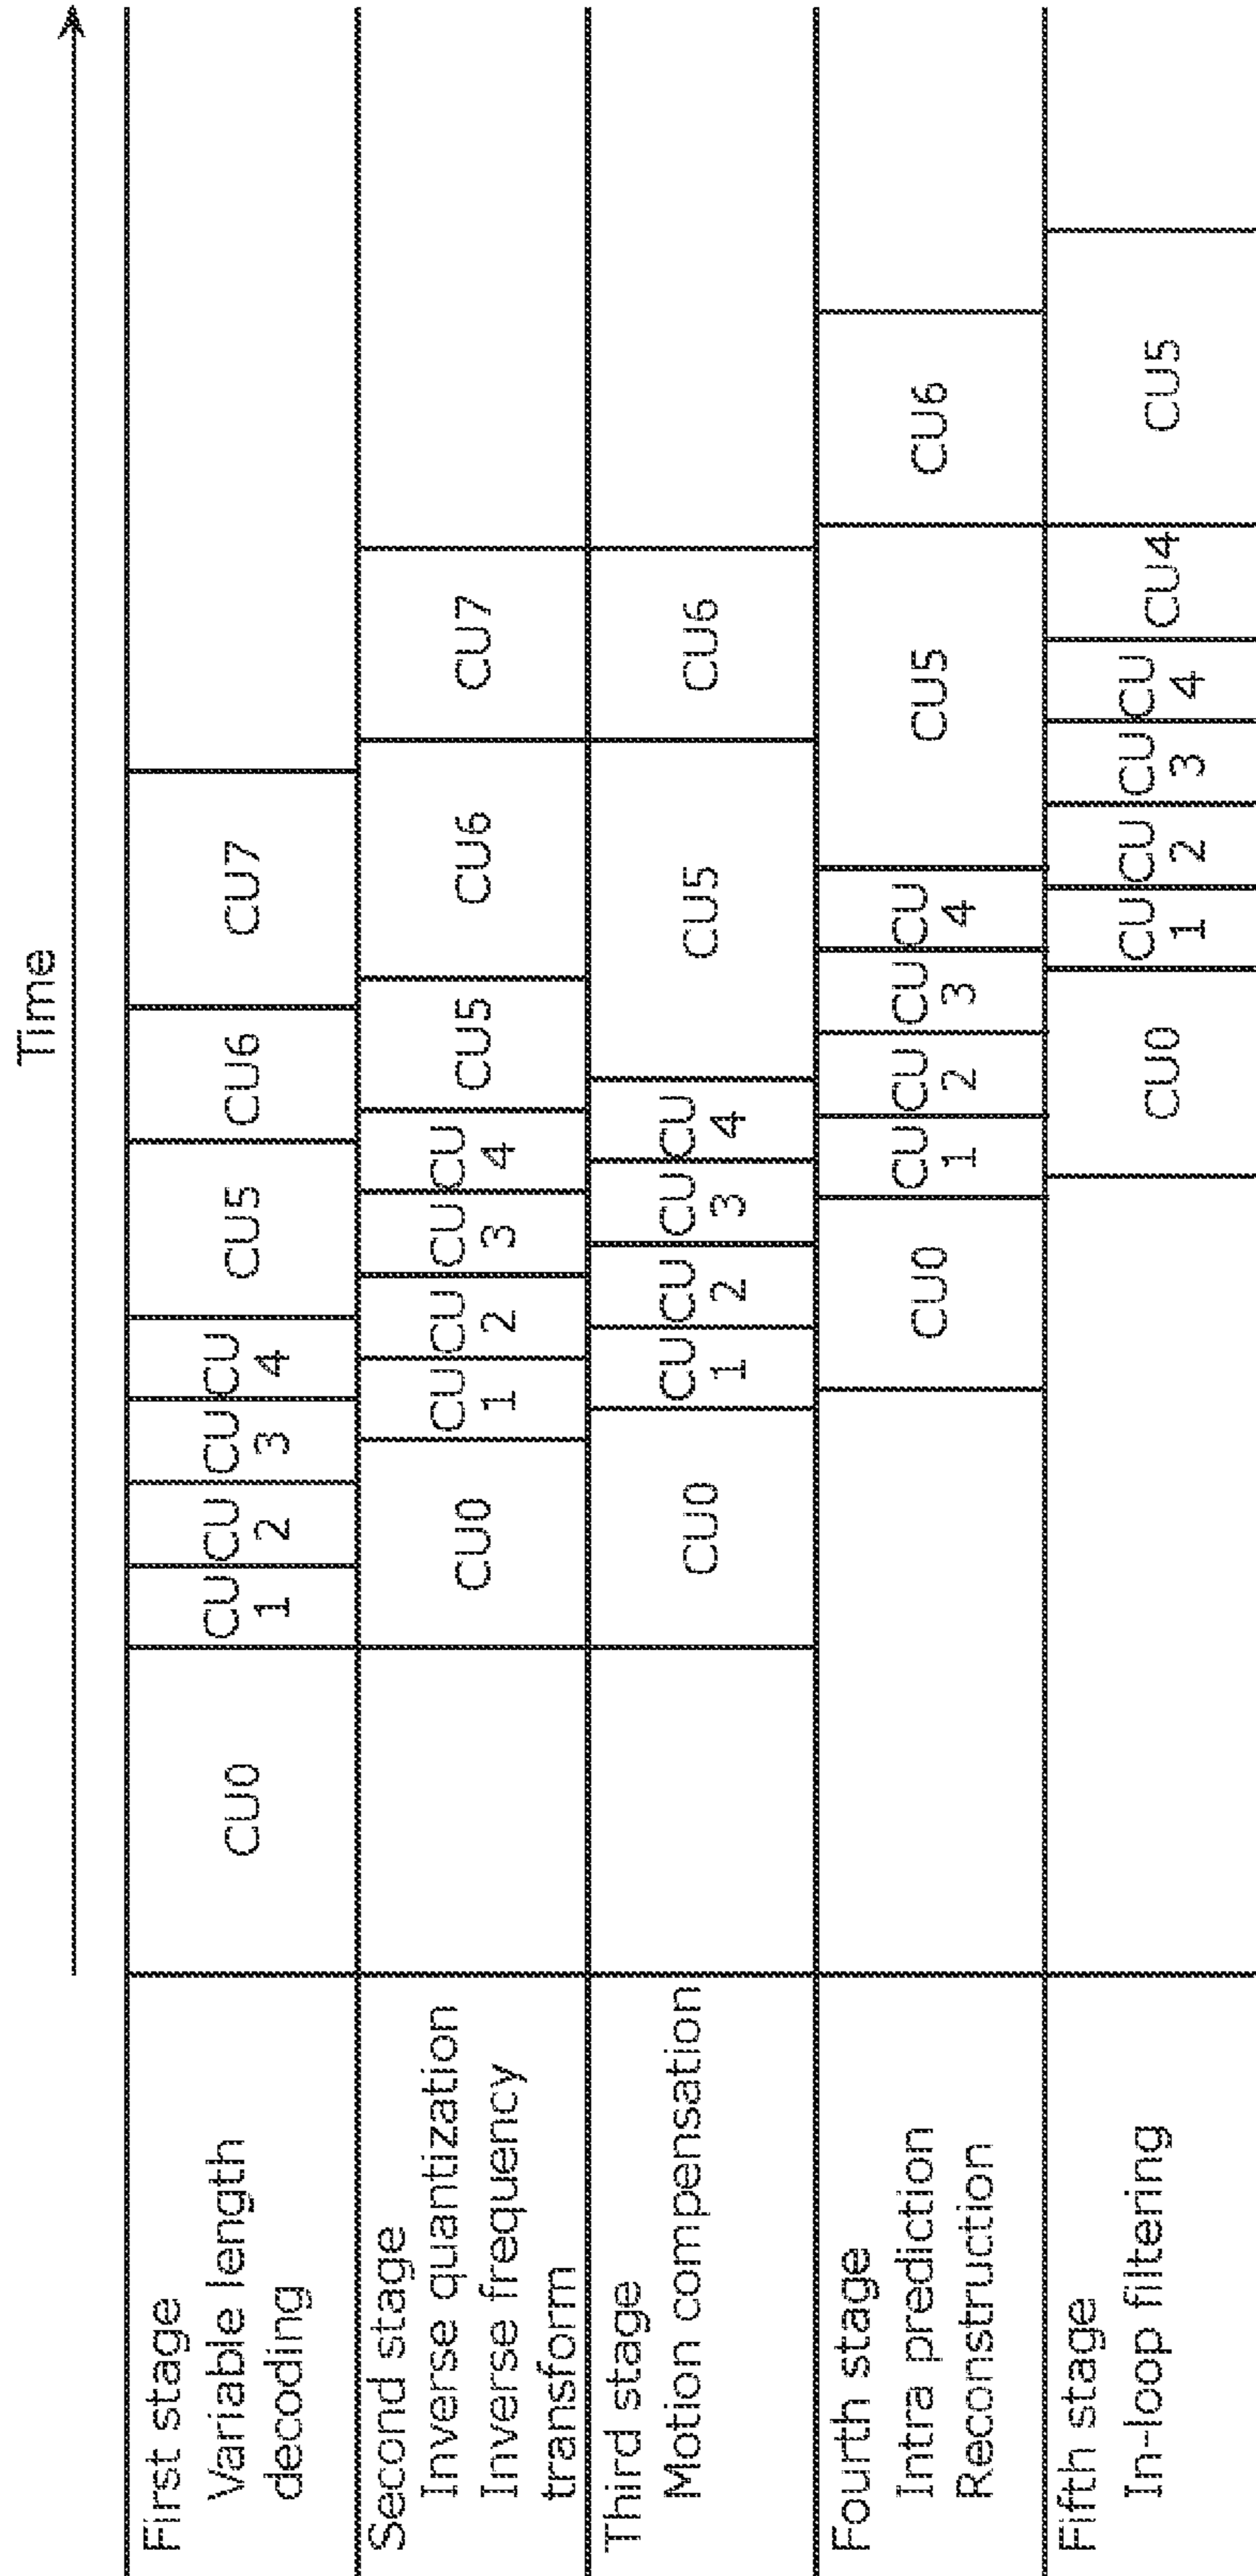 Time
First stage
Variable length
decoding
CU0
CU
1
CU
2
CU
3
CU
4
CU5
CU6
CU7
Second stage
Inverse quantization
Inverse frequency
transform
CU0
CU
1
CU
2
CU
3
CU
4
CU5
CU6
CU7
Third stage
Motion compensation
CU0
CU
1
CU
2
CU
3
CU
4
CU5
CU6
Fourth stage
Intra prediction
Reconstruction
CU0
CU
1
CU
2
CU
3
CU
4
CU5
CU6
Fifth stage
In-loop filtering
CU0
CU
1
CU
2
CU
3
CU
4
CU4
CU5